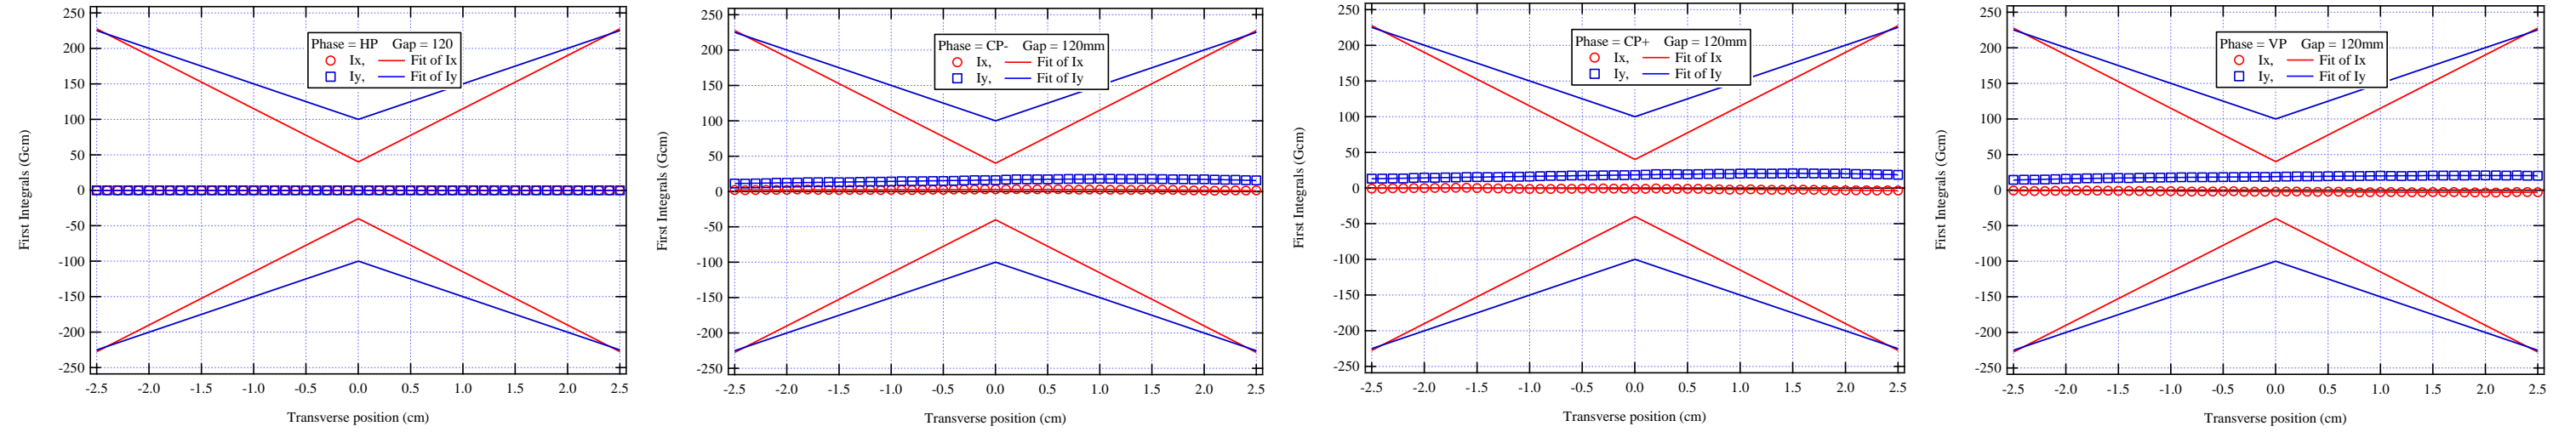 250
200
150
100
50
0
-50
-100
-150
-200
-250
First Integrals (Gcm)
Phase = HP Gap = 120
Ix, Fit of Ix
Iy, Fit of Iy
-2.5 -2.0 -1.5 -1.0 -0.5 0.0 0.5 1.0 1.5 2.0 2.5
Transverse position (cm)
250
200
150
100
50
0
-50
-100
-150
-200
-250
First Integrals (Gcm)
Phase = CP- Gap = 120mm
Ix, Fit of Ix
Iy, Fit of Iy
-2.5 -2.0 -1.5 -1.0 -0.5 0.0 0.5 1.0 1.5 2.0 2.5
Transverse position (cm)
250
200
150
100
50
0
-50
-100
-150
-200
-250
First Integrals (Gcm)
Phase = CP+ Gap = 120mm
Ix, Fit of Ix
Iy, Fit of Iy
-2.5 -2.0 -1.5 -1.0 -0.5 0.0 0.5 1.0 1.5 2.0 2.5
Transverse position (cm)
250
200
150
100
50
0
-50
-100
-150
-200
-250
First Integrals (Gcm)
Phase = VP Gap = 120mm
Ix, Fit of Ix
Iy, Fit of Iy
-2.5 -2.0 -1.5 -1.0 -0.5 0.0 0.5 1.0 1.5 2.0 2.5
Transverse position (cm)